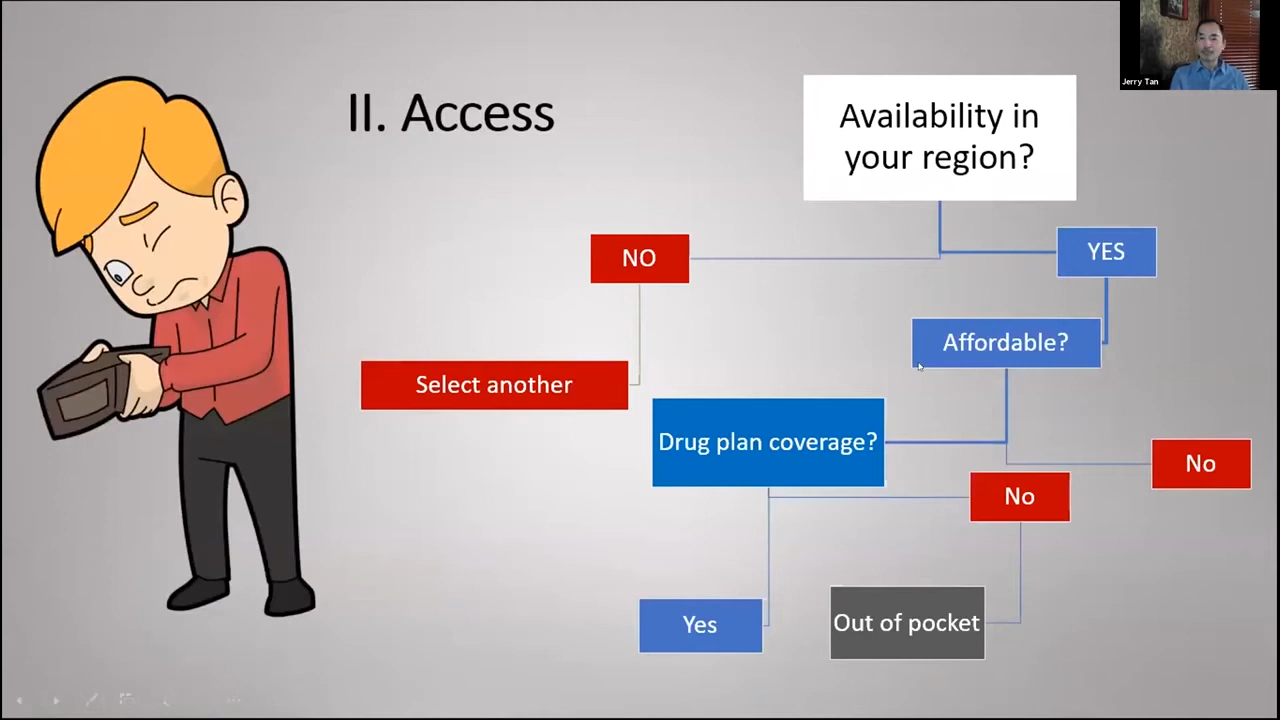 Jerry Tan
II. Access
Availability in
your region?
NO
YES
Affordable?
Select another
Drug plan coverage?
No
No
Yes
Out of pocket